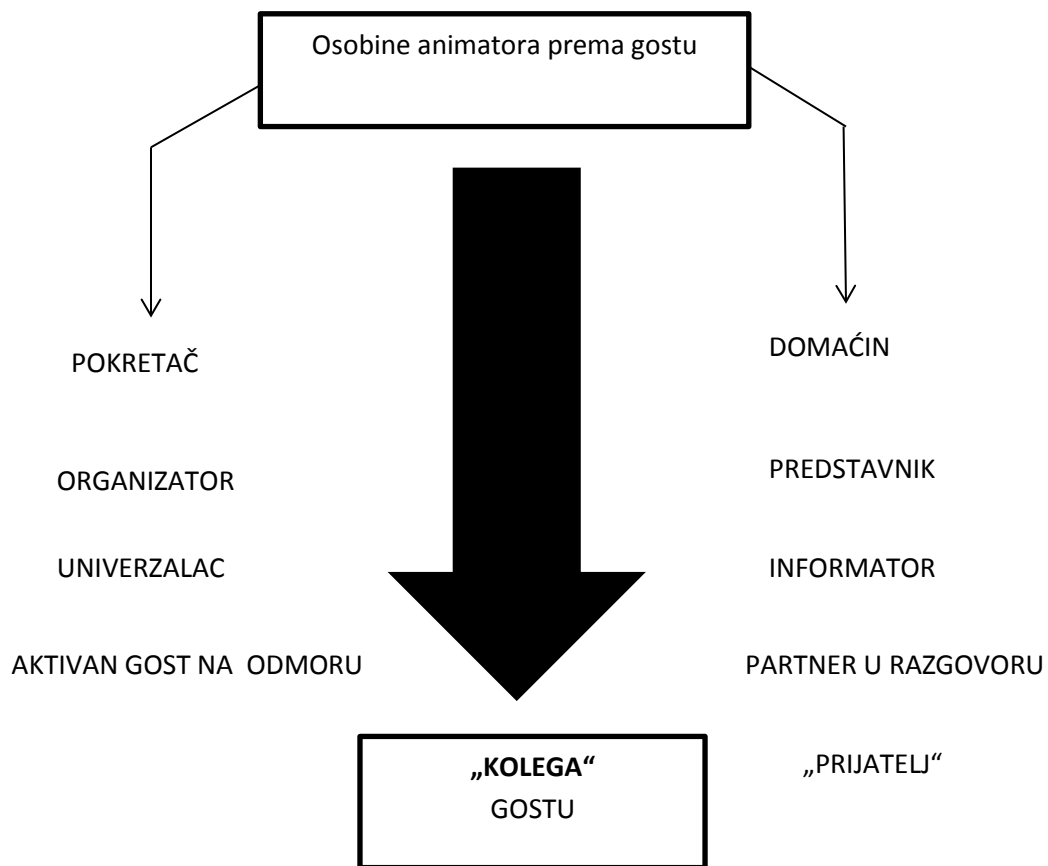 Osobine animatora prema gostu
POKRETAČ
ORGANIZATOR
UNIVERZALAC
AKTIVAN GOST NA ODMORU
DOMAĆIN
PREDSTAVNIK
INFORMATOR
PARTNER U RAZGOVORU
„PRIJATELJ“
„KOLEGA“
GOSTU